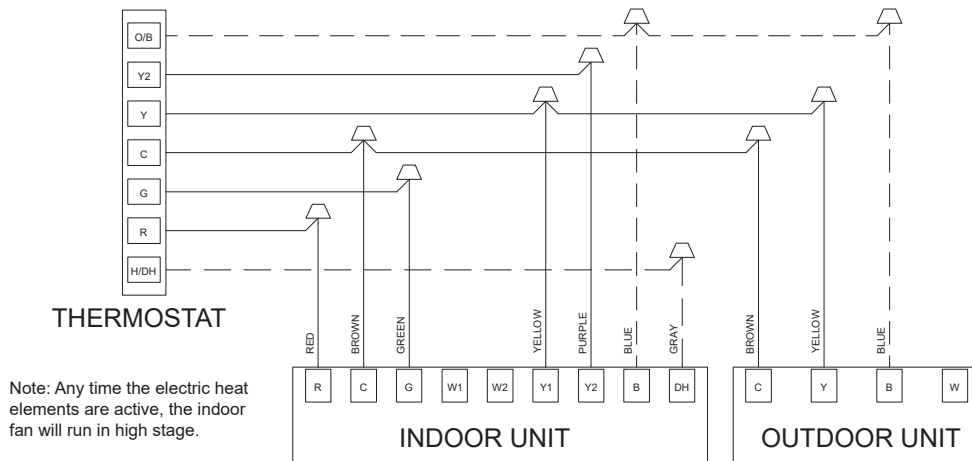 O/B
Y2
Y
C
G
R
H/DH
THERMOSTAT
RED
BROWN
GREEN
YELLOW
PURPLE
BLUE
GRAY
BROWN
YELLOW
BLUE
R C G W1 W2 Y1 Y2 B DH
C Y B W
INDOOR UNIT
OUTDOOR UNIT
Note: Any time the electric heat
elements are active, the indoor
fan will run in high stage.